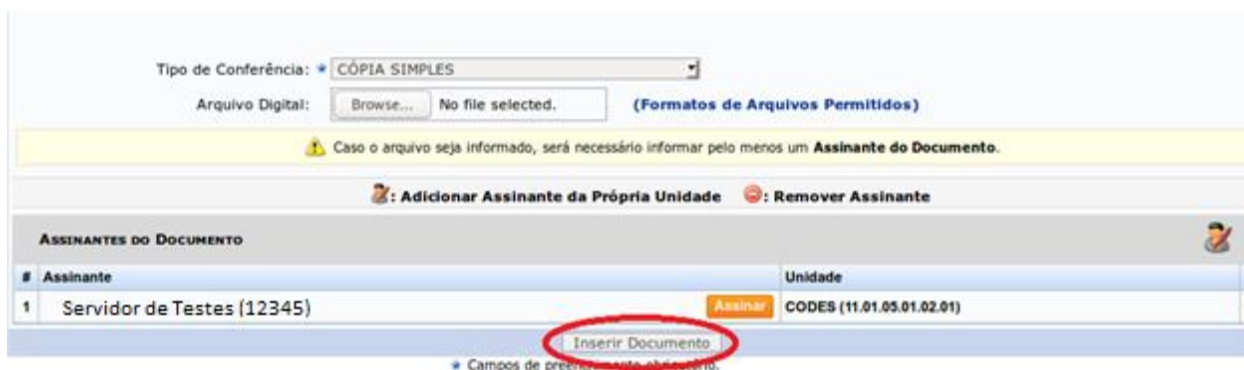 Tipo de Conferência: * CÓPIA SIMPLES
Arquivo Digital: Browse... No file selected. (Formatos de Arquivos Permitidos)
Caso o arquivo seja informado, será necessário informar pelo menos um Assinante do Documento.
: Adicionar Assinante da Própria Unidade : Remover Assinante
ASSINANTES DO DOCUMENTO
# Assinante Unidade
1 Servidor de Testes (12345) Assinar CODES (11.01.05.01.02.01)
Inserir Documento
* Campos de preenchimento obrigatório.